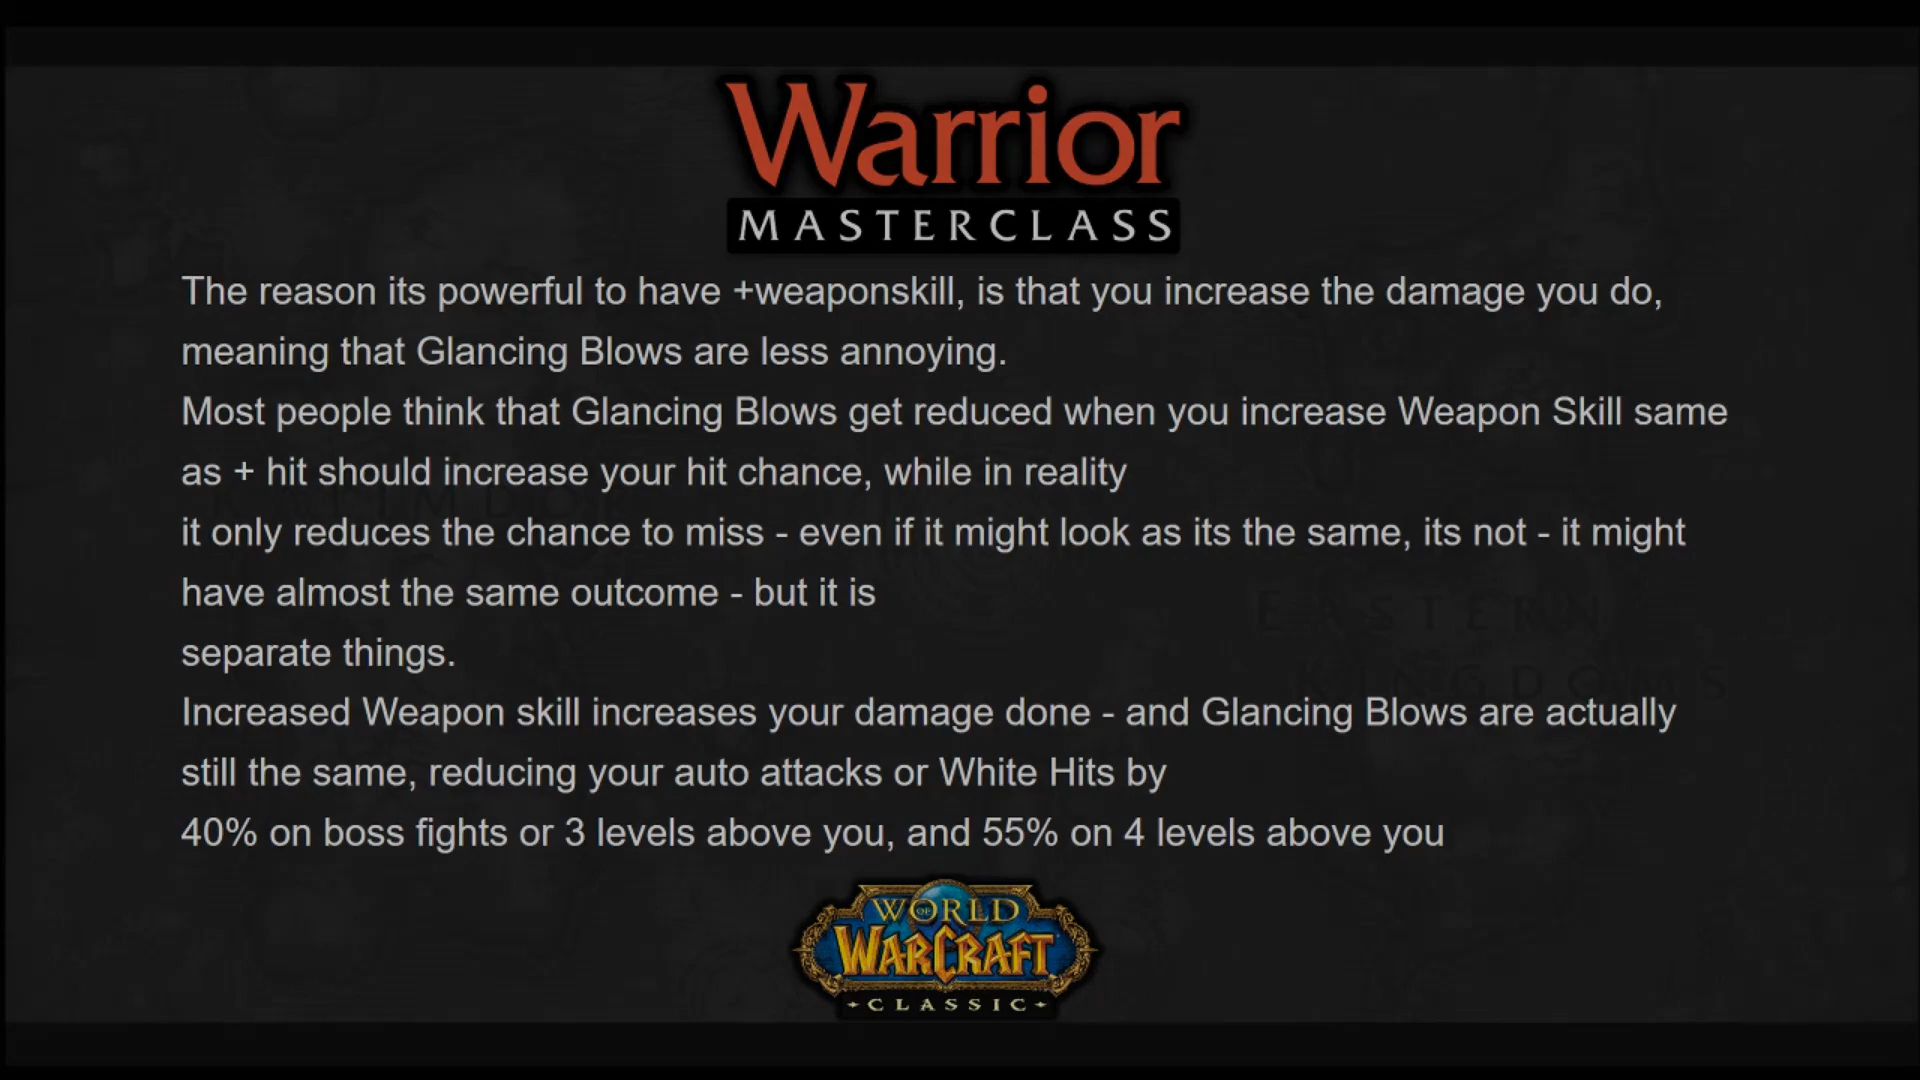 Warrior
MASTERCLASS
The reason its powerful to have +weaponskill, is that you increase the damage you do,
meaning that Glancing Blows are less annoying.
Most people think that Glancing Blows get reduced when you increase Weapon Skill same
as + hit should increase your hit chance, while in reality
it only reduces the chance to miss - even if it might look as its the same, its not - it might
have almost the same outcome - but it is
separate things.
Increased Weapon skill increases your damage done - and Glancing Blows are actually
still the same, reducing your auto attacks or White Hits by
40% on boss fights or 3 levels above you, and 55% on 4 levels above you
KALIMDOR
EASTERN
KINGDOMS
WORLD
OF
WARCRAFT
CLASSIC